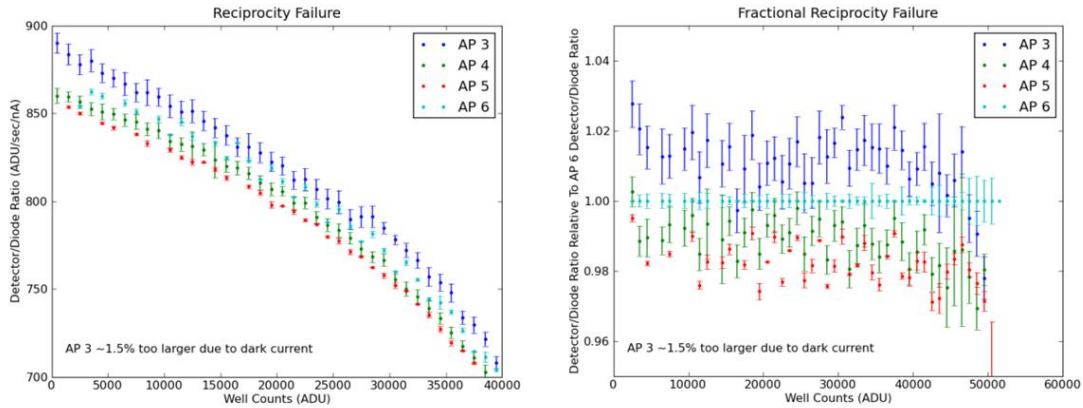 Reciprocity Failure
Detector/Diode Ratio (ADU/sec/nA)
900
850
800
750
700
AP 3
AP 4
AP 5
AP 6
AP 3 ~1.5% too larger due to dark current
0 5000 10000 15000 20000 25000 30000 35000 40000
Well Counts (ADU)
Fractional Reciprocity Failure
Detector/Diode Ratio Relative To AP 6 Detector/Diode Ratio
1.04
1.02
1.00
0.98
0.96
AP 3
AP 4
AP 5
AP 6
AP 3 ~1.5% too larger due to dark current
0 10000 20000 30000 40000 50000 60000
Well Counts (ADU)